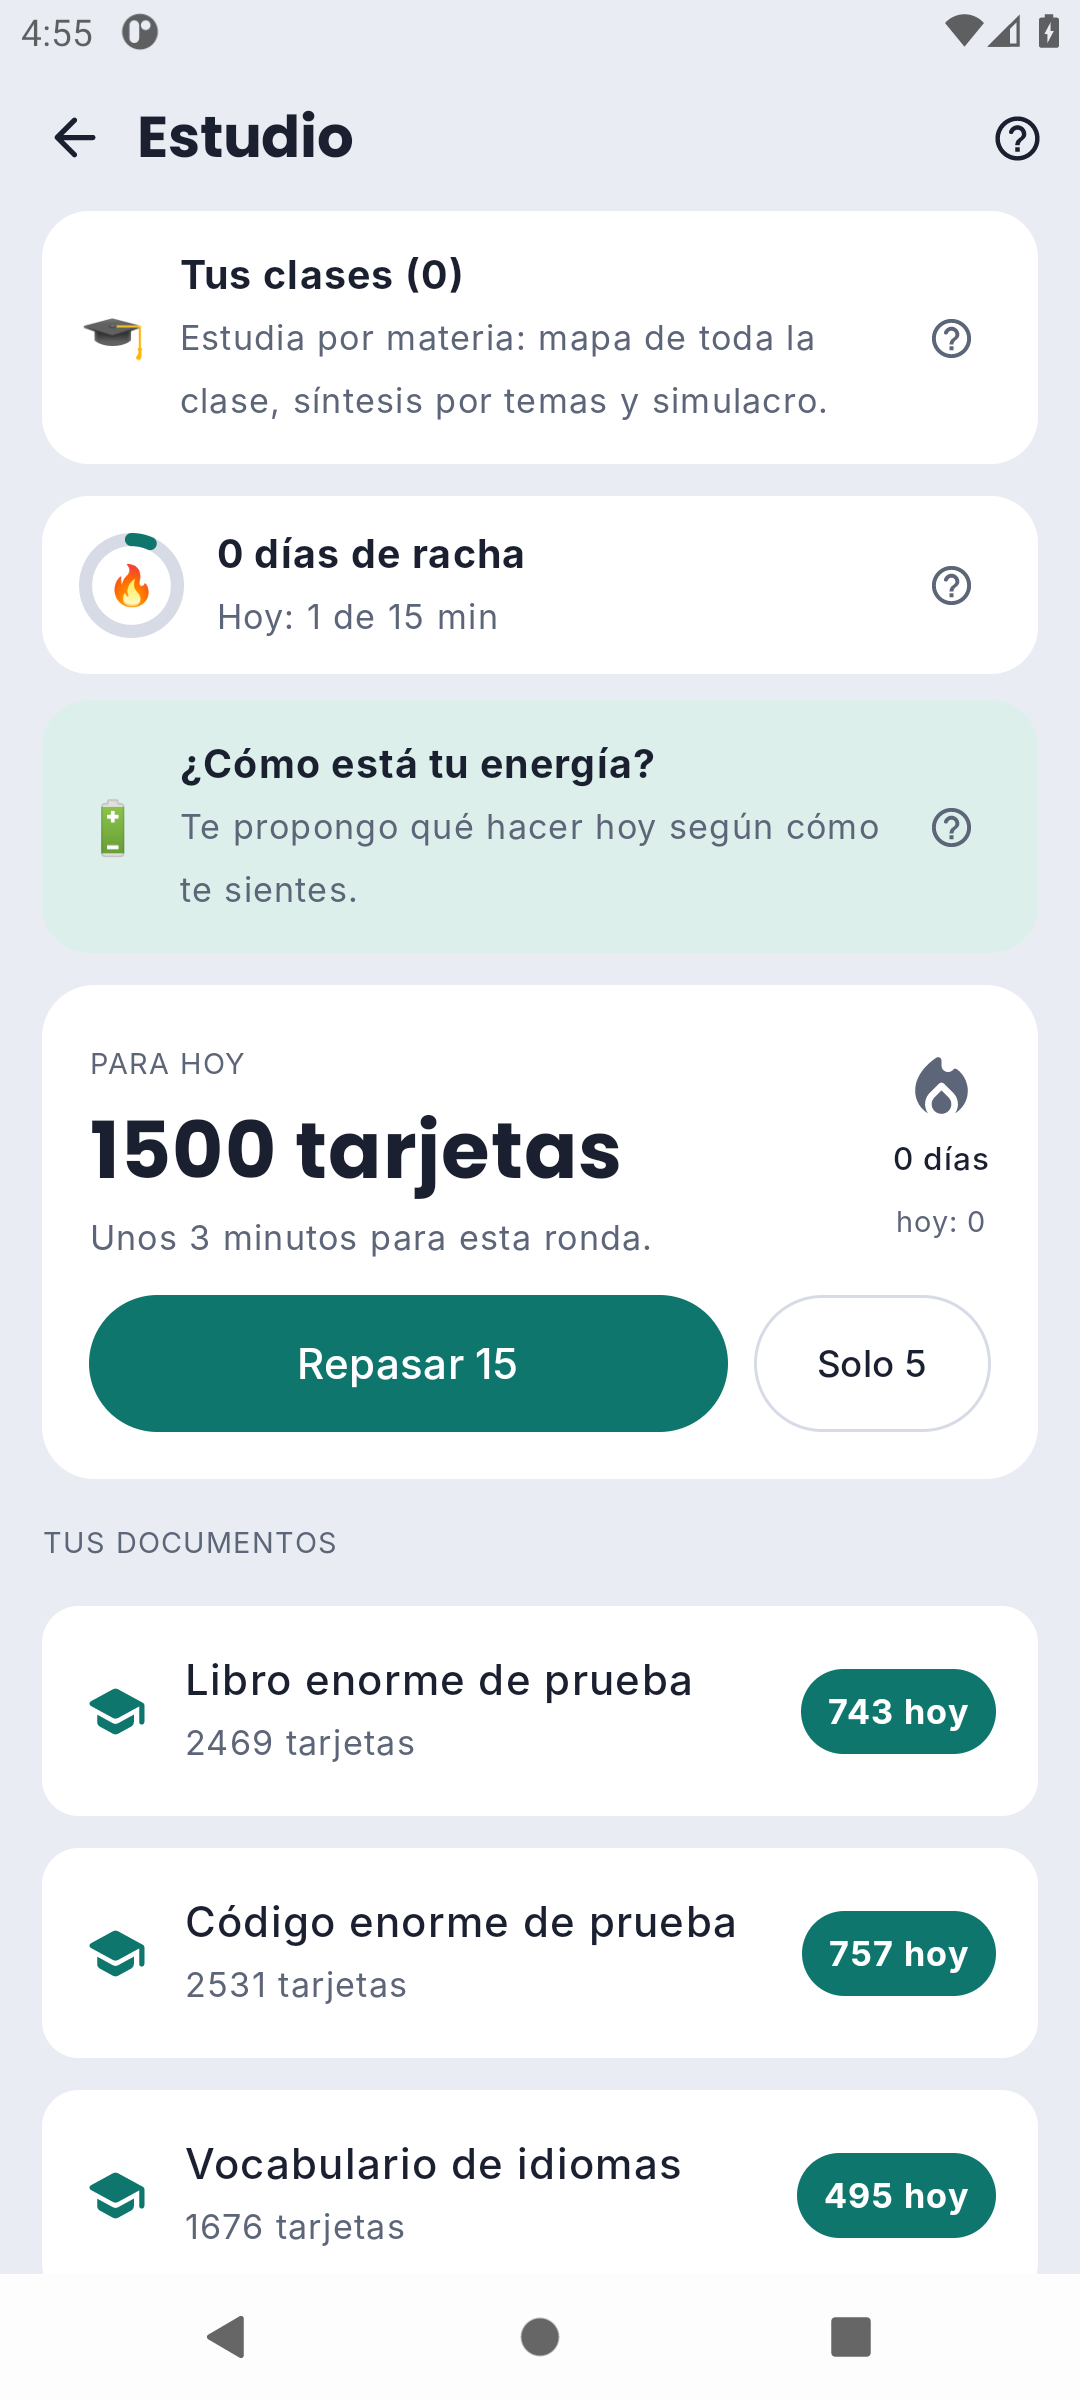 4:55
Estudio
Tus clases (0)
Estudia por materia: mapa de toda la
clase, síntesis por temas y simulacro.
0 días de racha
Hoy: 1 de 15 min
¿Cómo está tu energía?
Te propongo qué hacer hoy según cómo
te sientes.
PARA HOY
1500 tarjetas
Unos 3 minutos para esta ronda.
0 días
hoy: 0
Repasar 15
Solo 5
TUS DOCUMENTOS
Libro enorme de prueba
2469 tarjetas
743 hoy
Código enorme de prueba
2531 tarjetas
757 hoy
Vocabulario de idiomas
1676 tarjetas
495 hoy